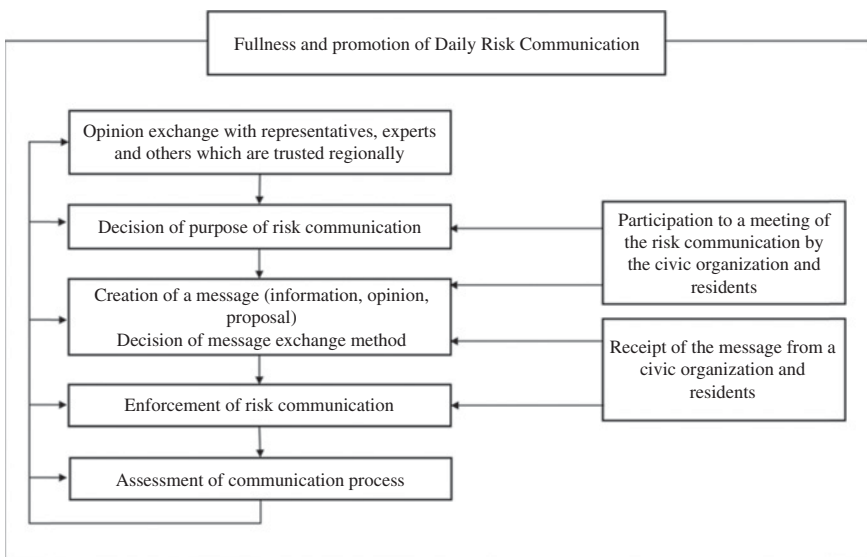 Fullness and promotion of Daily Risk Communication
Opinion exchange with representatives, experts
and others which are trusted regionally
Decision of purpose of risk communication
Creation of a message (information, opinion,
proposal)
Decision of message exchange method
Enforcement of risk communication
Assessment of communication process
Participation to a meeting of
the risk communication by
the civic organization and
residents
Receipt of the message from a
civic organization and
residents